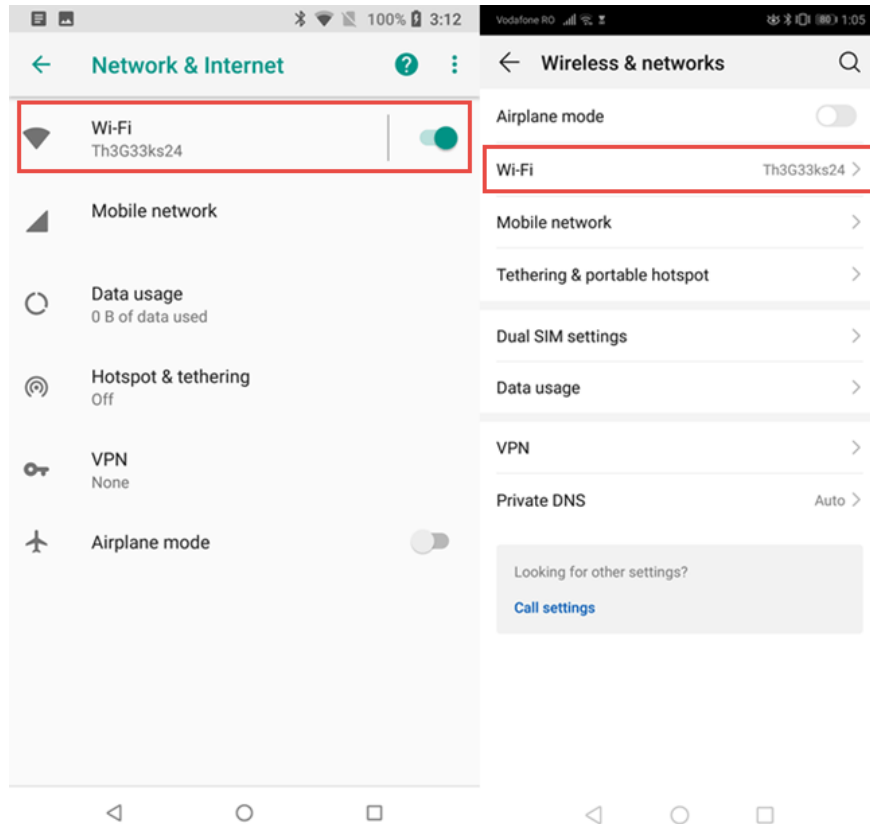 100% 3:12
Network & Internet
Wi-Fi
Th3G33ks24
Mobile network
Data usage
0 B of data used
Hotspot & tethering
Off
VPN
None
Airplane mode
Vodafone RO 80 1:05
Wireless & networks
Airplane mode
Wi-Fi Th3G33ks24
Mobile network
Tethering & portable hotspot
Dual SIM settings
Data usage
VPN
Private DNS Auto
Looking for other settings?
Call settings